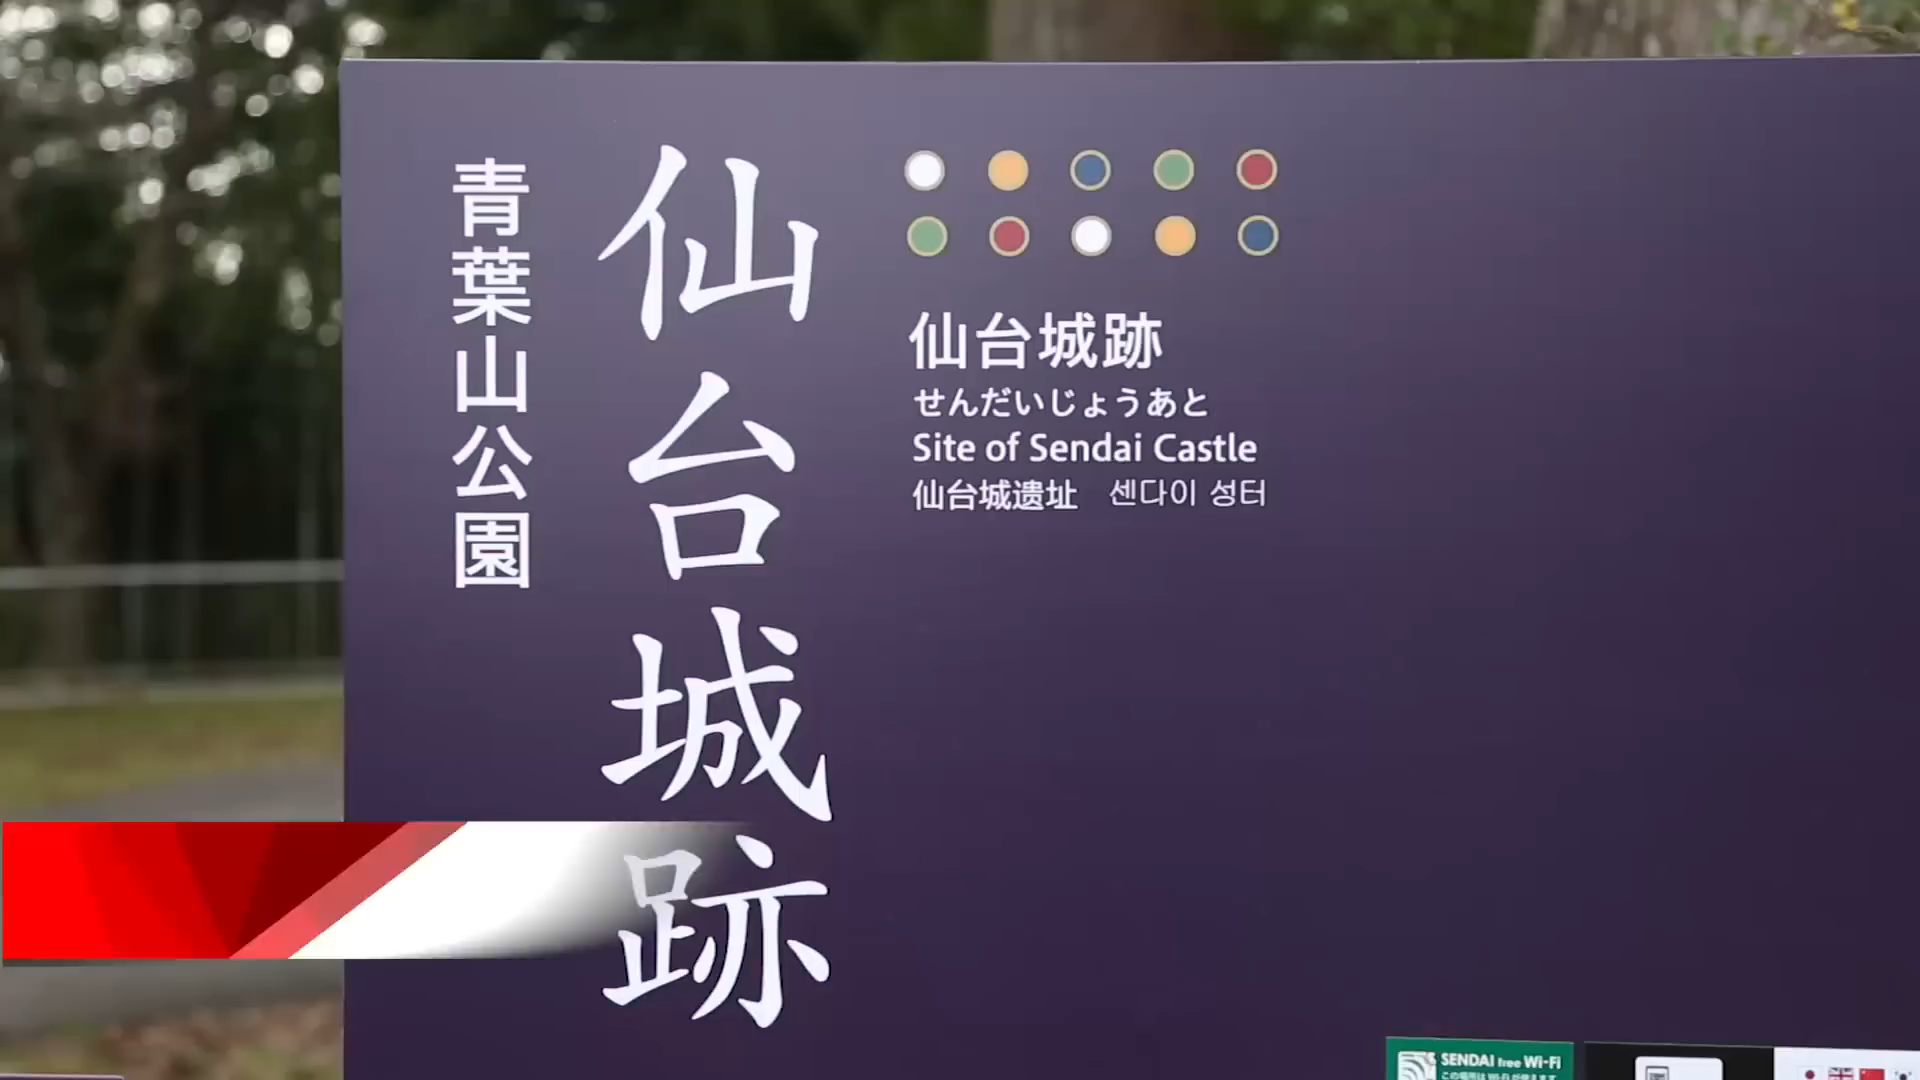 青葉山公園
仙台城跡
仙台城跡
せんだいじょうあと
Site of Sendai Castle
仙台城遗址 센다이 성터
SENDAI free Wi-Fi